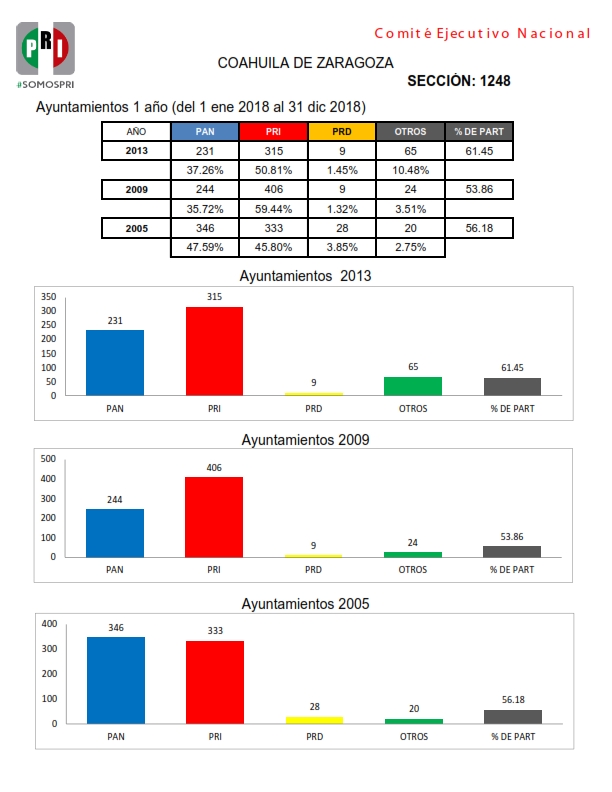 Comité Ejecutivo Nacional
PRI
#SOMOSPRI
COAHUILA DE ZARAGOZA
SECCIÓN: 1248
Ayuntamientos 1 año (del 1 ene 2018 al 31 dic 2018)
AÑO PAN PRI PRD OTROS % DE PART
2013 231 315 9 65 61.45
37.26% 50.81% 1.45% 10.48%
2009 244 406 9 24 53.86
35.72% 59.44% 1.32% 3.51%
2005 346 333 28 20 56.18
47.59% 45.80% 3.85% 2.75%
Ayuntamientos 2013
350
300
250
200
150
100
50
0
231 315 9 65 61.45
PAN PRI PRD OTROS % DE PART
Ayuntamientos 2009
500
400
300
200
100
0
244 406 9 24 53.86
PAN PRI PRD OTROS % DE PART
Ayuntamientos 2005
400
300
200
100
0
346 333 28 20 56.18
PAN PRI PRD OTROS % DE PART